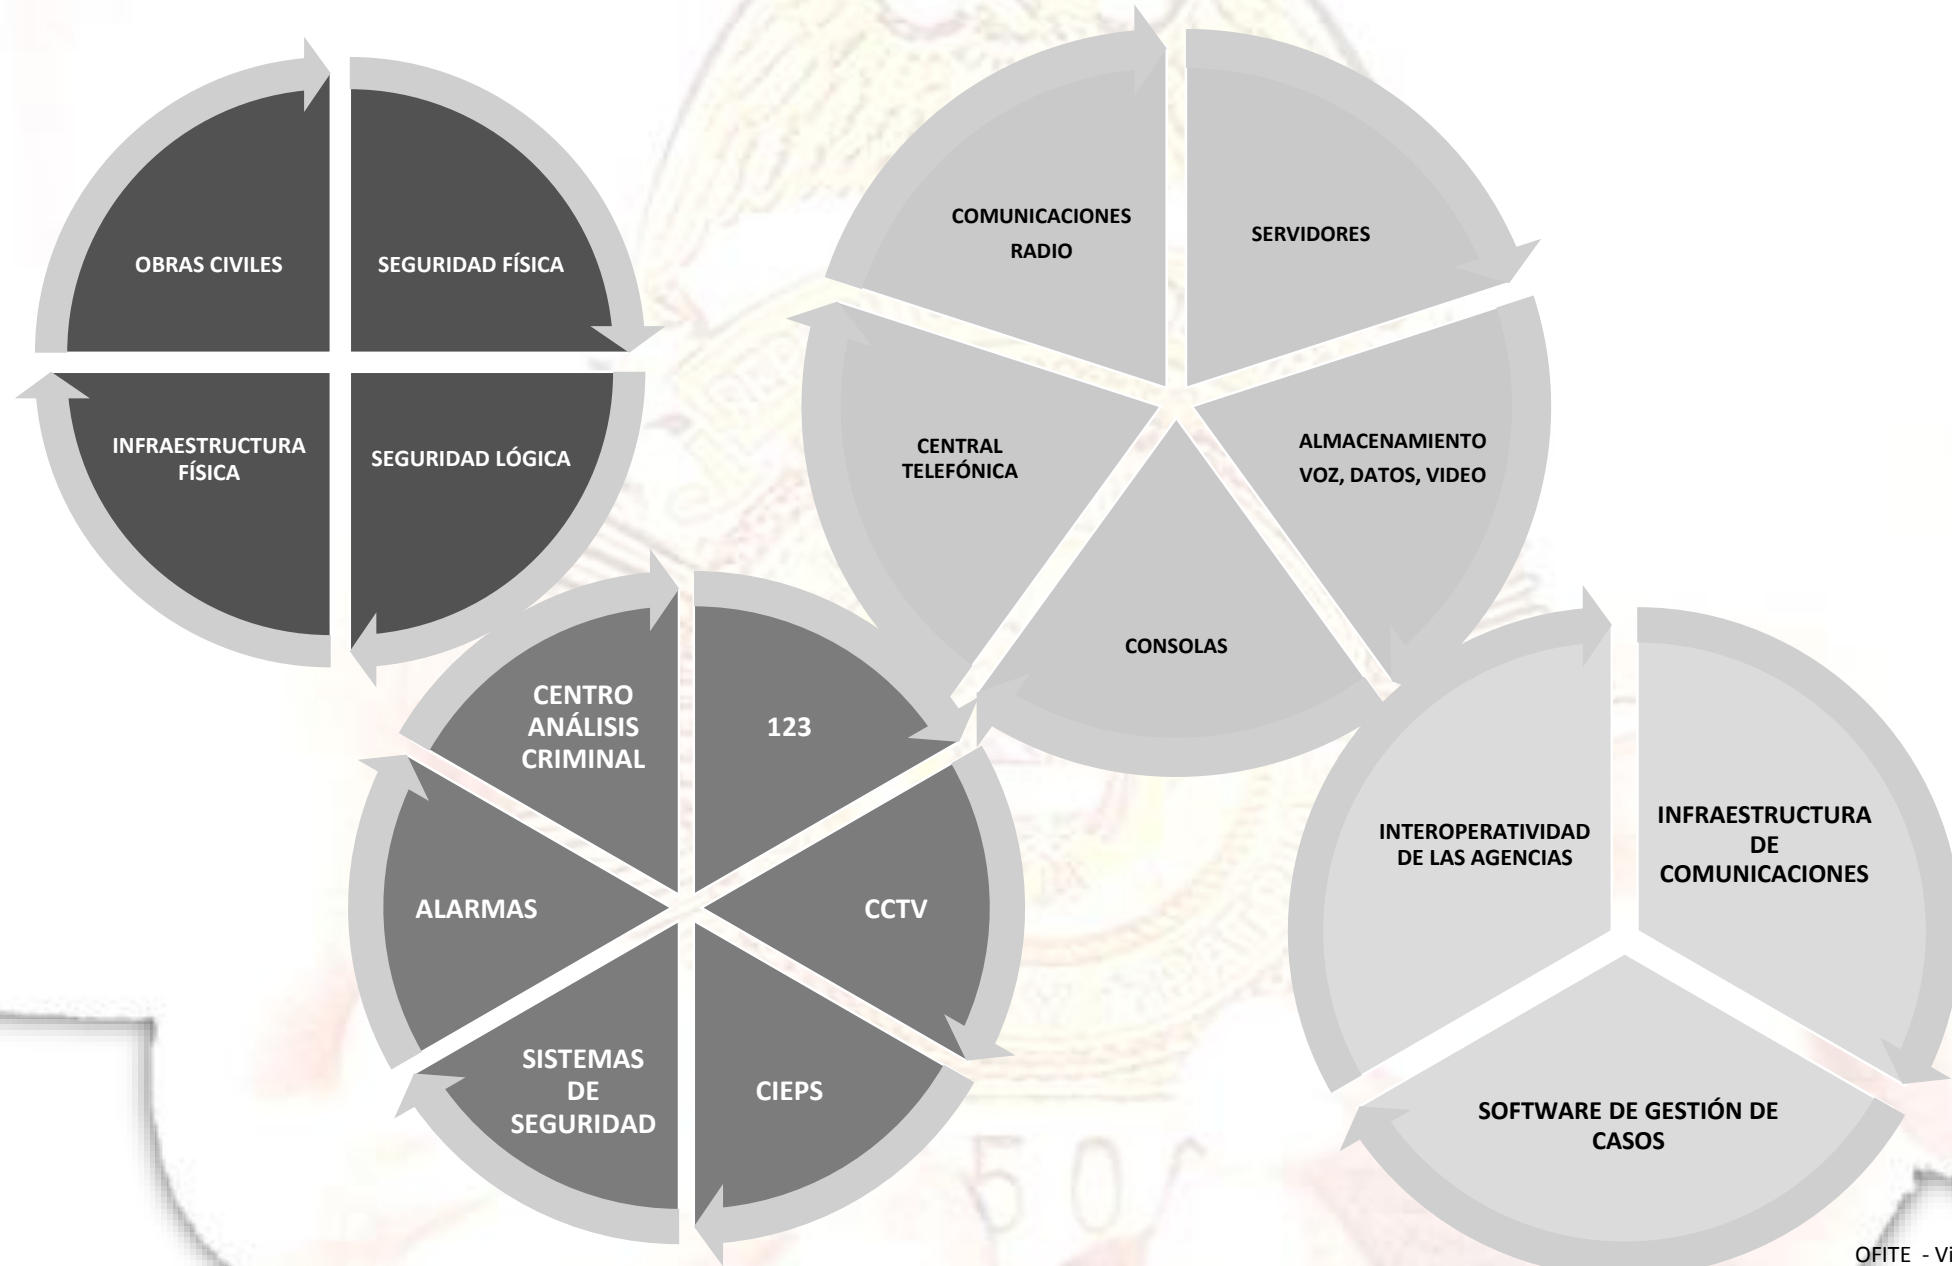 OBRAS CIVILES
SEGURIDAD FÍSICA
INFRAESTRUCTURA
FÍSICA
SEGURIDAD LÓGICA
COMUNICACIONES
RADIO
SERVIDORES
CENTRAL
TELEFÓNICA
ALMACENAMIENTO
VOZ, DATOS, VIDEO
CONSOLAS
CENTRO
ANÁLISIS
CRIMINAL
123
ALARMAS
CCTV
SISTEMAS
DE
SEGURIDAD
CIEPS
INTEROPERATIVIDAD
DE LAS AGENCIAS
INFRAESTRUCTURA
DE
COMUNICACIONES
SOFTWARE DE GESTIÓN DE
CASOS
50
OFITE - Vi